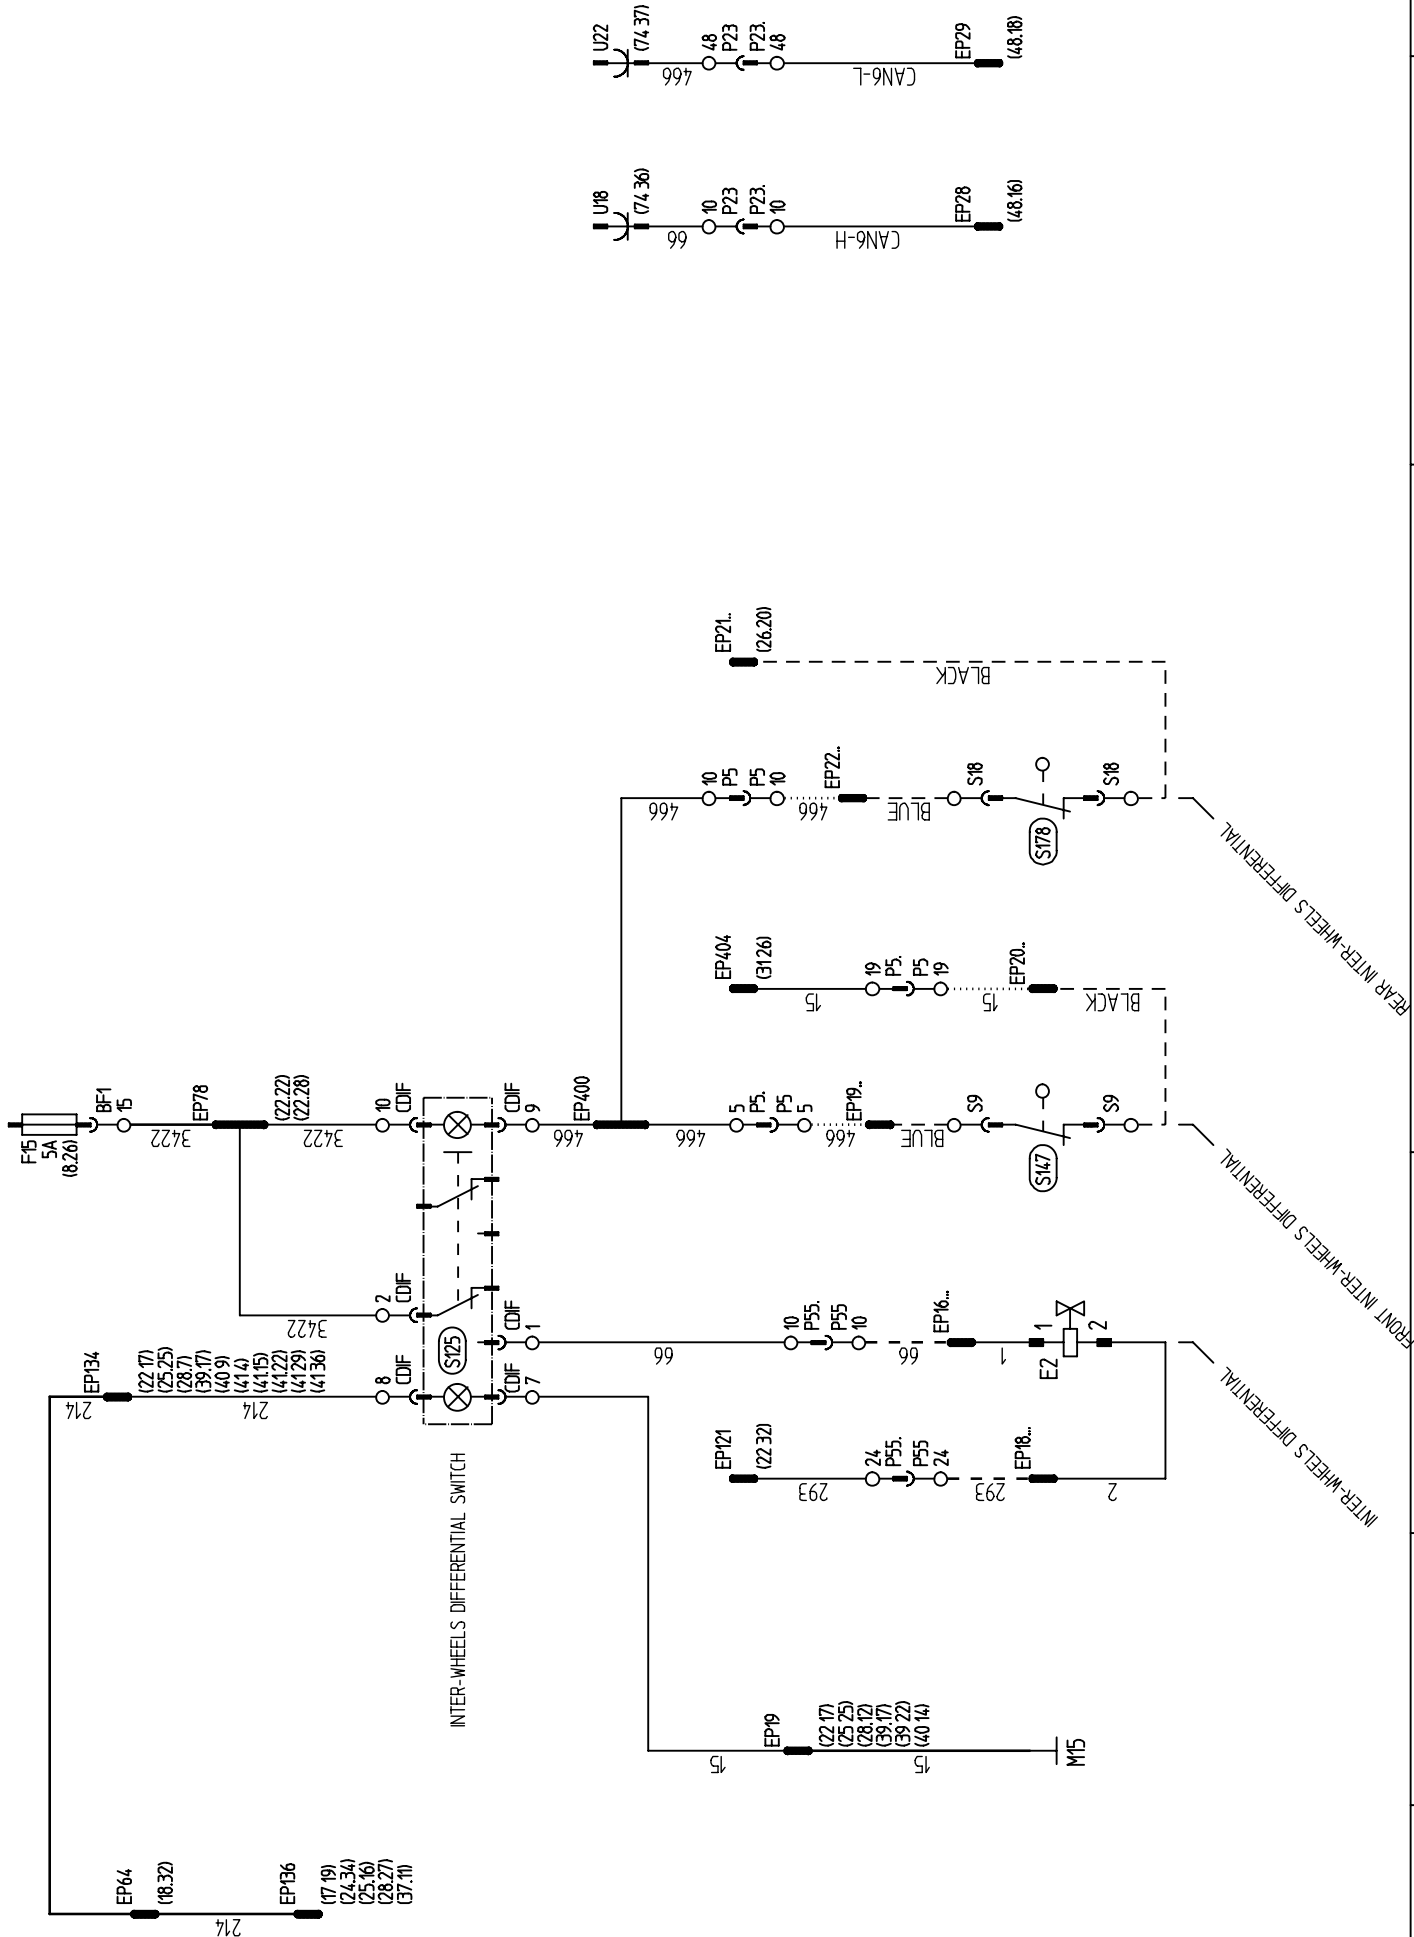 U22
(74.37)
466
48
P23
P23.
48
CAN6-L
EP29
(48.18)
U18
(74.36)
66
10
P23
P23.
10
CAN6-H
EP28
(48.16)
EP21..
(26.20)
BLACK
466
10
P5
P5
10
466
EP22..
BLUE
S18
S178
S18
REAR INTER-WHEELS DIFFERENTIAL
EP404
(31.26)
15
19
P5.
P5
19
15
EP20..
BLACK
F15
5A
(8.26)
BF1
15
3422
EP78
(22.22)
(22.28)
3422
10
CDIF
CDIF
9
466
EP400
466
5
P5.
P5
5
466
EP19..
BLUE
S9
S147
S9
FRONT INTER-WHEELS DIFFERENTIAL
3422
2
CDIF
S125
CDIF
1
66
10
P55.
P55
10
66
EP16...
1
1
E2
2
INTER-WHEELS DIFFERENTIAL
214
EP134
(22.17)
(25.25)
(28.7)
(39.17)
(40.9)
(41.4)
(41.15)
(41.22)
(41.29)
(41.36)
214
8
CDIF
CDIF
7
INTER-WHEELS DIFFERENTIAL SWITCH
EP121
(22.32)
293
24
P55.
P55
24
293
EP18...
2
15
EP19
(22.17)
(25.25)
(28.12)
(39.17)
(39.22)
(40.14)
15
M15
EP64
(18.32)
214
EP136
(17.19)
(24.34)
(25.16)
(28.27)
(37.11)